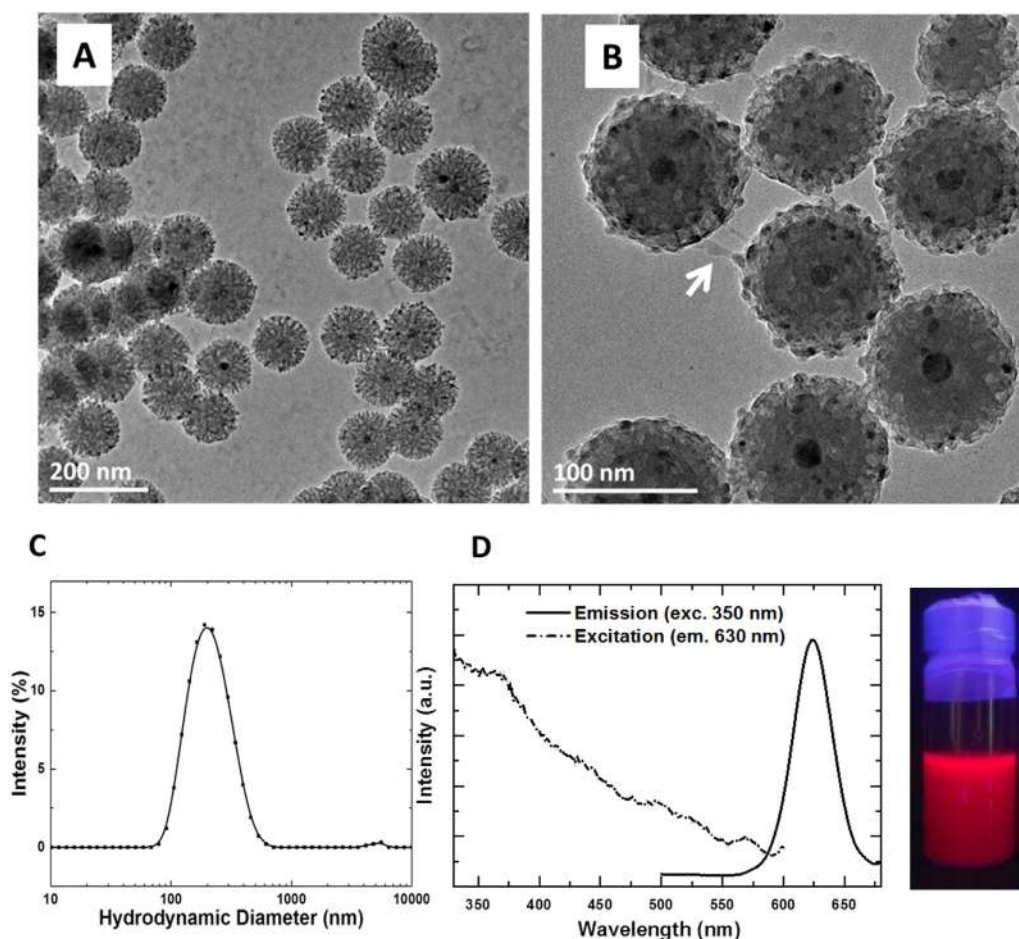 A
B
200 nm
100 nm
C
D
15
10
5
0
Intensity (%)
10 100 1000 10000
Hydrodynamic Diameter (nm)
Intensity (a.u.)
Emission (exc. 350 nm)
Excitation (em. 630 nm)
350 400 450 500 550 600 650
Wavelength (nm)